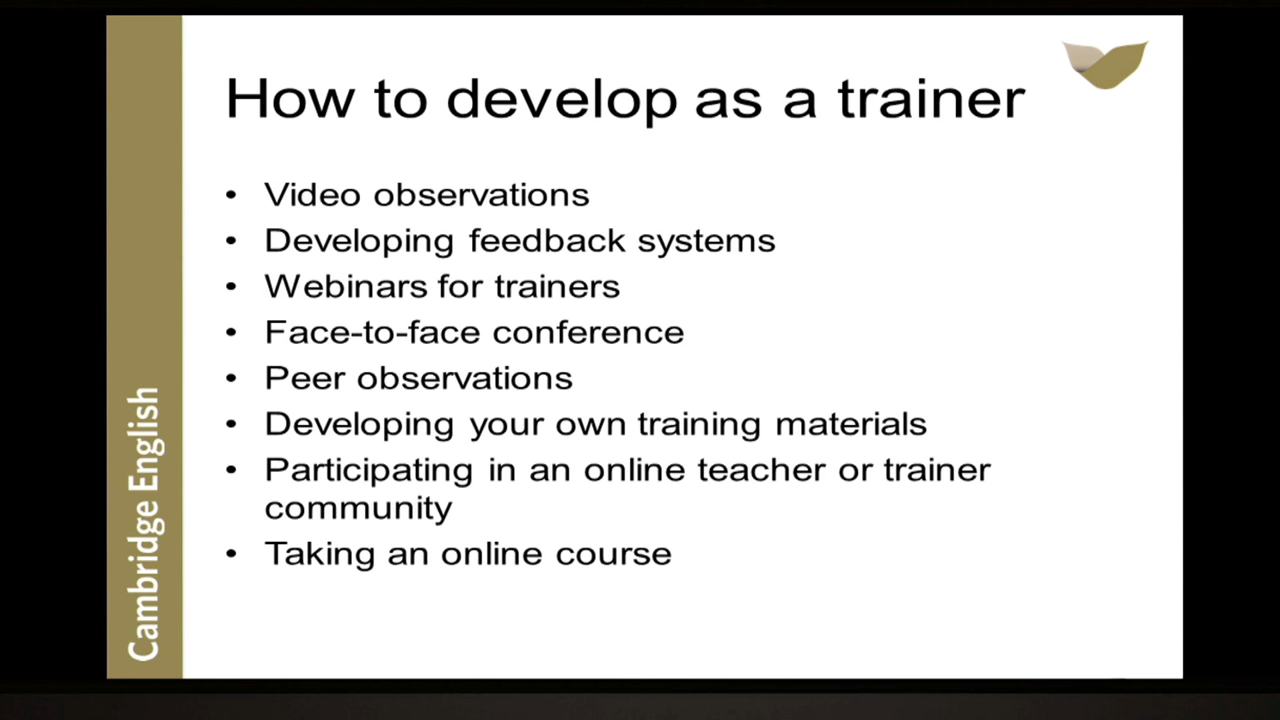 How to develop as a trainer
• Video observations
• Developing feedback systems
• Webinars for trainers
• Face-to-face conference
• Peer observations
• Developing your own training materials
• Participating in an online teacher or trainer
community
• Taking an online course
Cambridge English